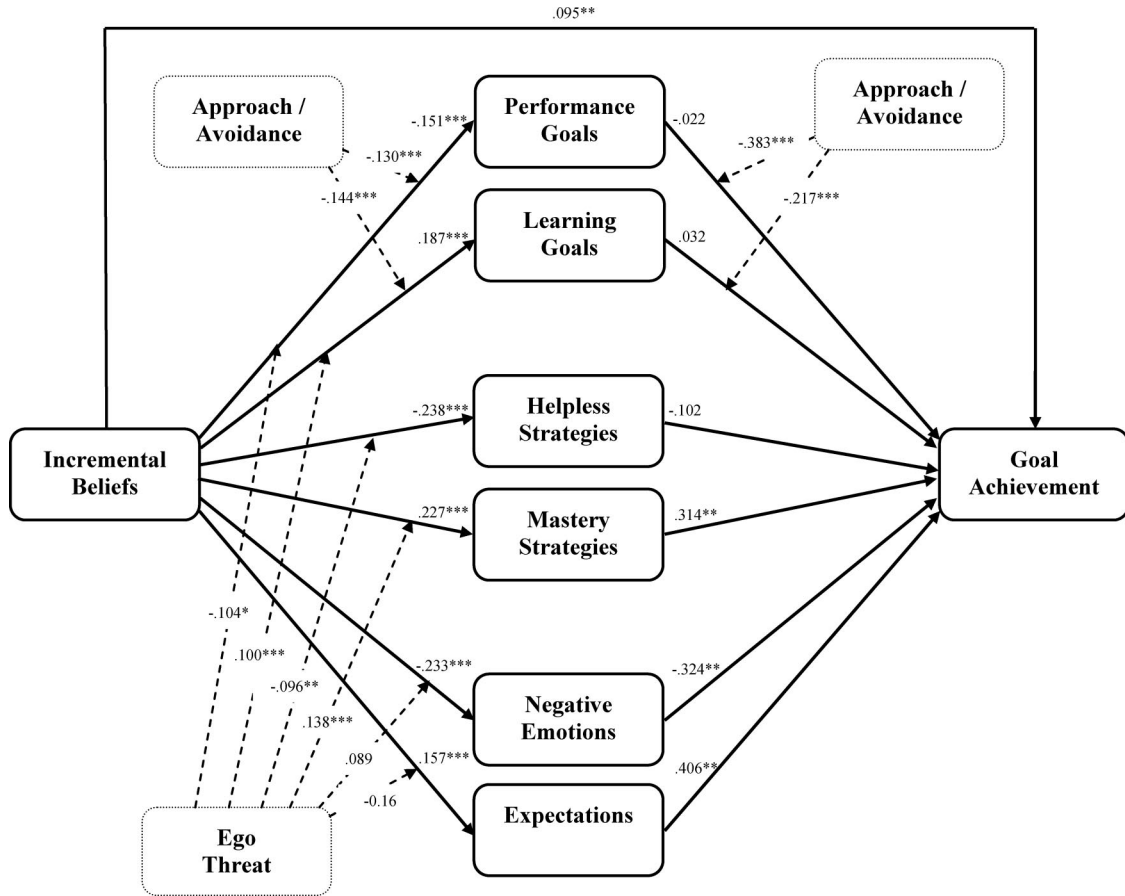 .095**
Approach /
Avoidance
Performance
Goals
Approach /
Avoidance
-.151***
-.022
-.130***
-.383***
-.144***
-.217***
Learning
Goals
.187***
.032
Helpless
Strategies
-.238***
-.102
Incremental
Beliefs
Goal
Achievement
Mastery
Strategies
.227***
.314**
-.104*
.100***
-.096**
.138***
-.233***
-.324**
Negative
Emotions
.089
.157***
.406**
-0.16
Expectations
Ego
Threat